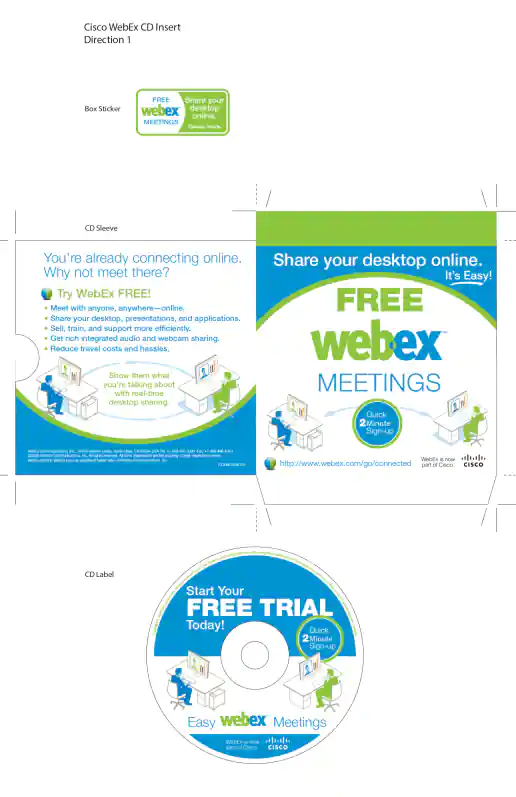 Cisco WebEx CD Insert
Direction 1
Box Sticker
FREE
webex
MEETINGS
Share your
desktop
online.
CD Sleeve
You're already connecting online.
Why not meet there?
Try WebEx FREE!
• Meet with anyone, anywhere—online.
• Share your desktop, presentations, and applications.
• Sell, train, and support more efficiently.
• Get rich integrated audio and webcam sharing.
• Reduce travel costs and hassles.
Show them what
you're talking about
with real-time
desktop sharing.
Share your desktop online.
It's Easy!
FREE
webex
MEETINGS
Quick
2 Minute
Sign-up
http://www.webex.com/go/connected
WebEx is now
part of Cisco.
CISCO
CD Label
Start Your
FREE TRIAL
Today!
Quick
2 Minute
Sign-up
Easy webex Meetings
WebEx is now
part of Cisco.
CISCO